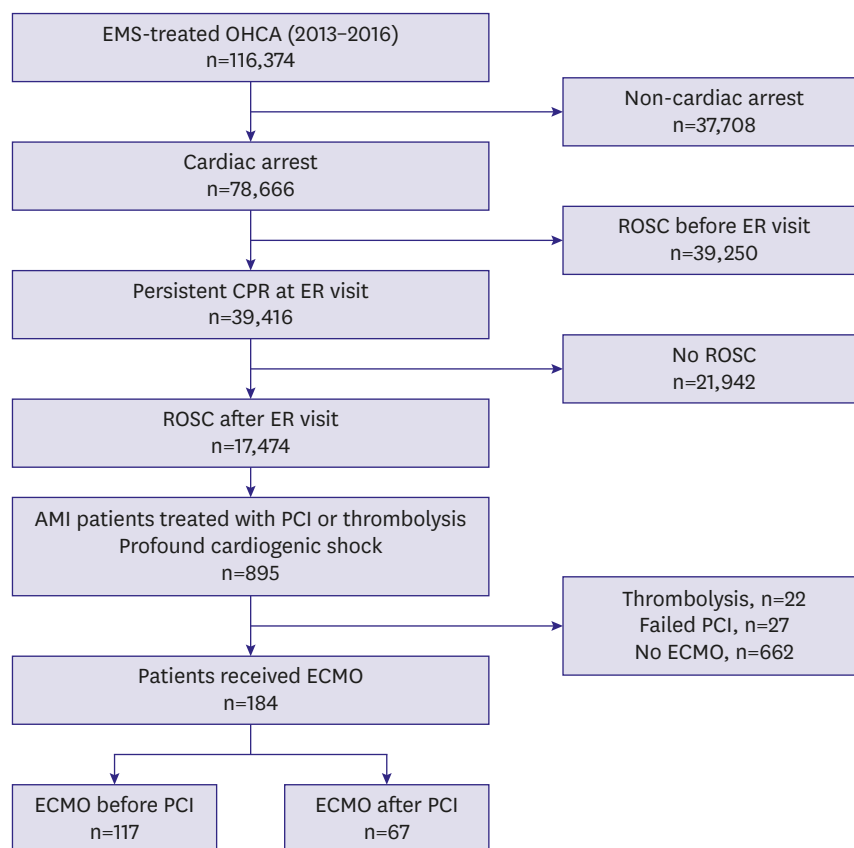 EMS-treated OHCA (2013–2016)
n=116,374
Non-cardiac arrest
n=37,708
Cardiac arrest
n=78,666
ROSC before ER visit
n=39,250
Persistent CPR at ER visit
n=39,416
No ROSC
n=21,942
ROSC after ER visit
n=17,474
AMI patients treated with PCI or thrombolysis
Profound cardiogenic shock
n=895
Thrombolysis, n=22
Failed PCI, n=27
No ECMO, n=662
Patients received ECMO
n=184
ECMO before PCI
n=117
ECMO after PCI
n=67